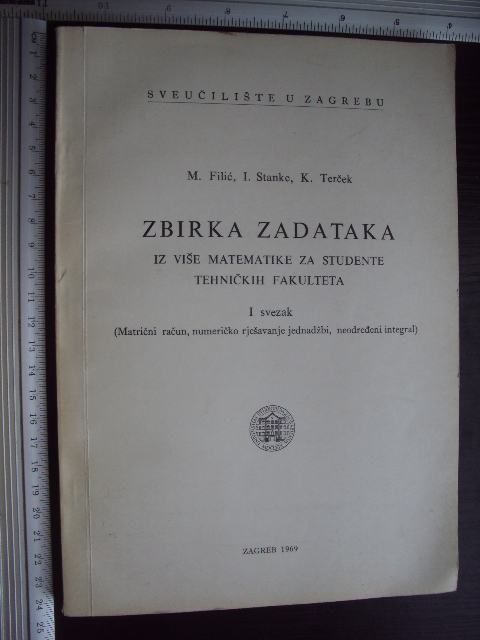 SVEUČILIŠTE U ZAGREBU
M. Filić, I. Stanke, K. Terček
ZBIRKA ZADATAKA
IZ VIŠE MATEMATIKE ZA STUDENTE
TEHNIČKIH FAKULTETA
I svezak
(Matrični račun, numeričko rješavanje jednadžbi, neodređeni integral)
ZAGREB 1969